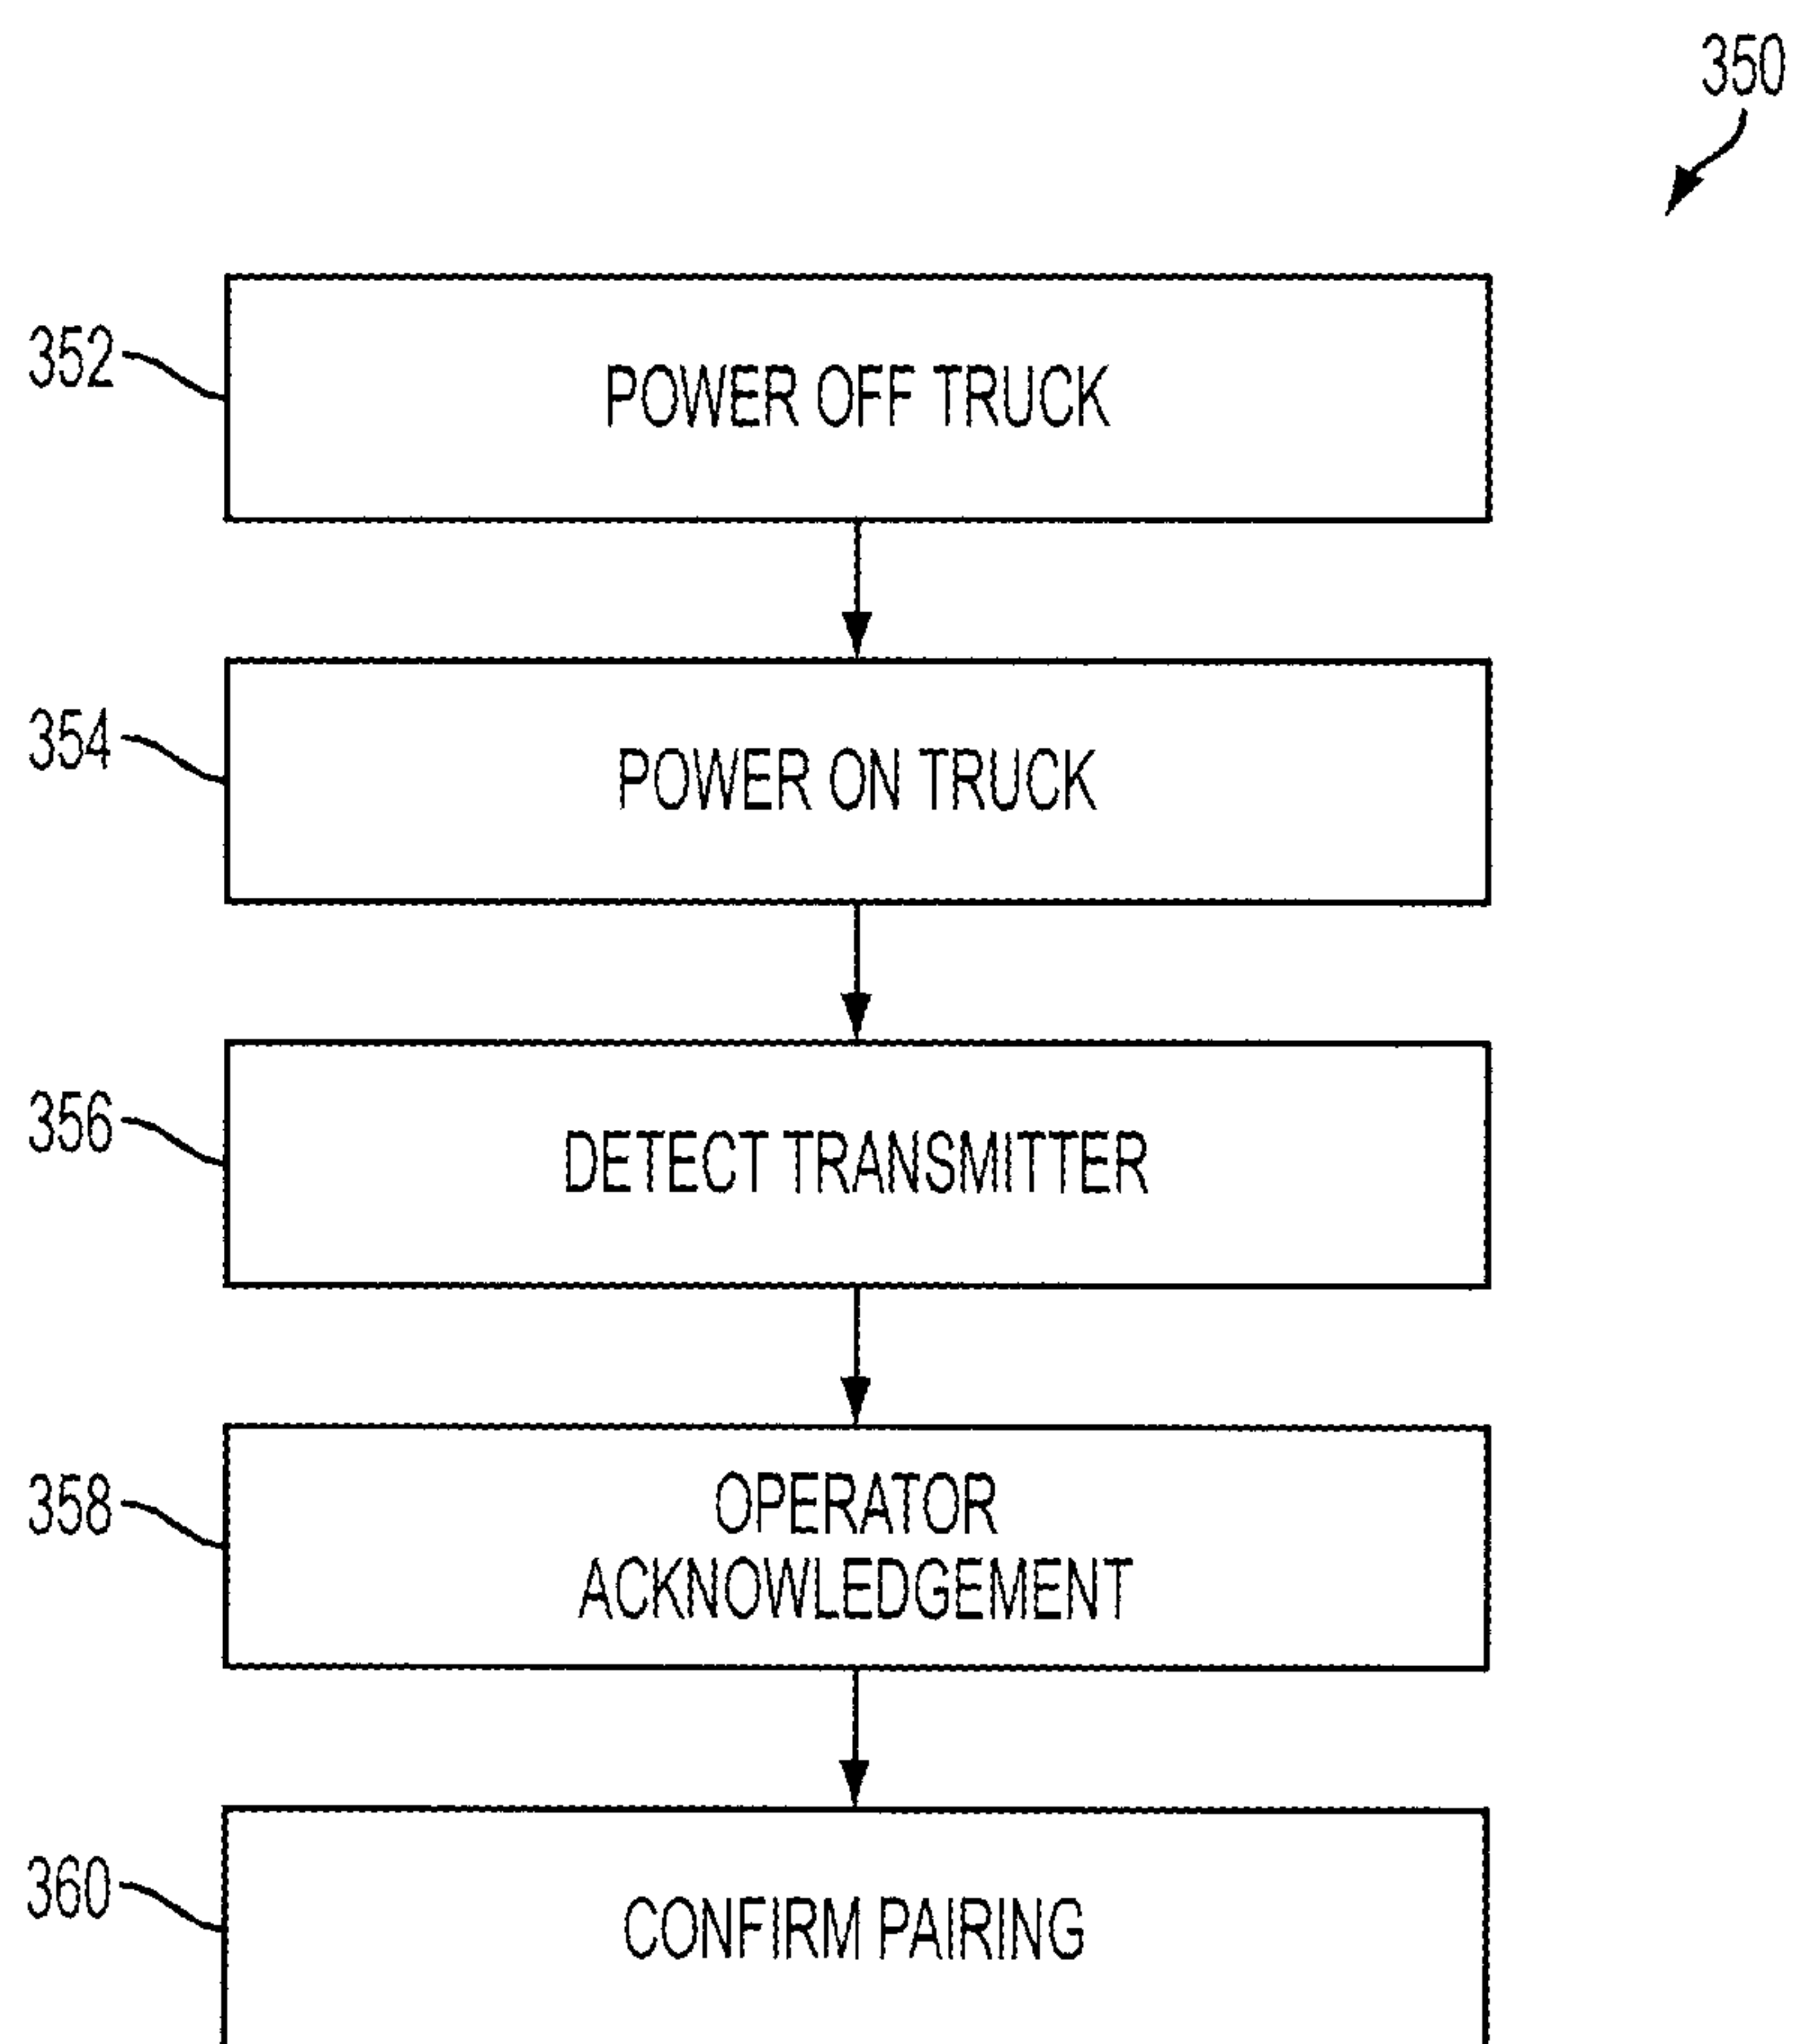 350
352
POWER OFF TRUCK
354
POWER ON TRUCK
356
DETECT TRANSMITTER
358
OPERATOR
ACKNOWLEDGEMENT
360
CONFIRM PAIRING